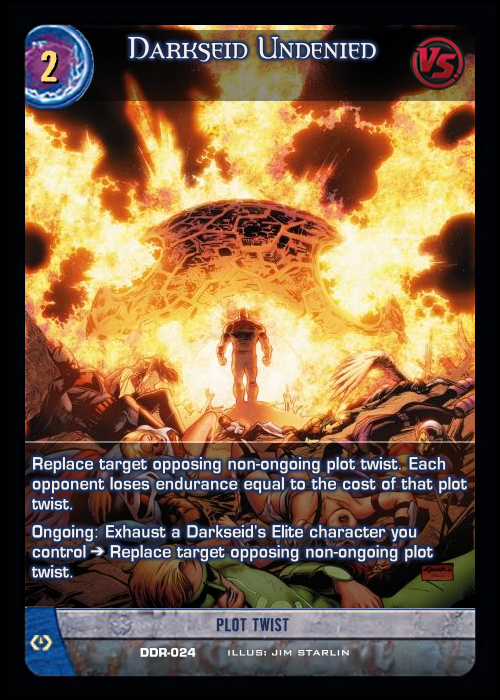 2
Darkseid Undenied
VS
Replace target opposing non-ongoing plot twist. Each
opponent loses endurance equal to the cost of that plot
twist.
Ongoing: Exhaust a Darkseid's Elite character you
control ➔ Replace target opposing non-ongoing plot
twist.
PLOT TWIST
DDR-024 ILLUS: JIM STARLIN